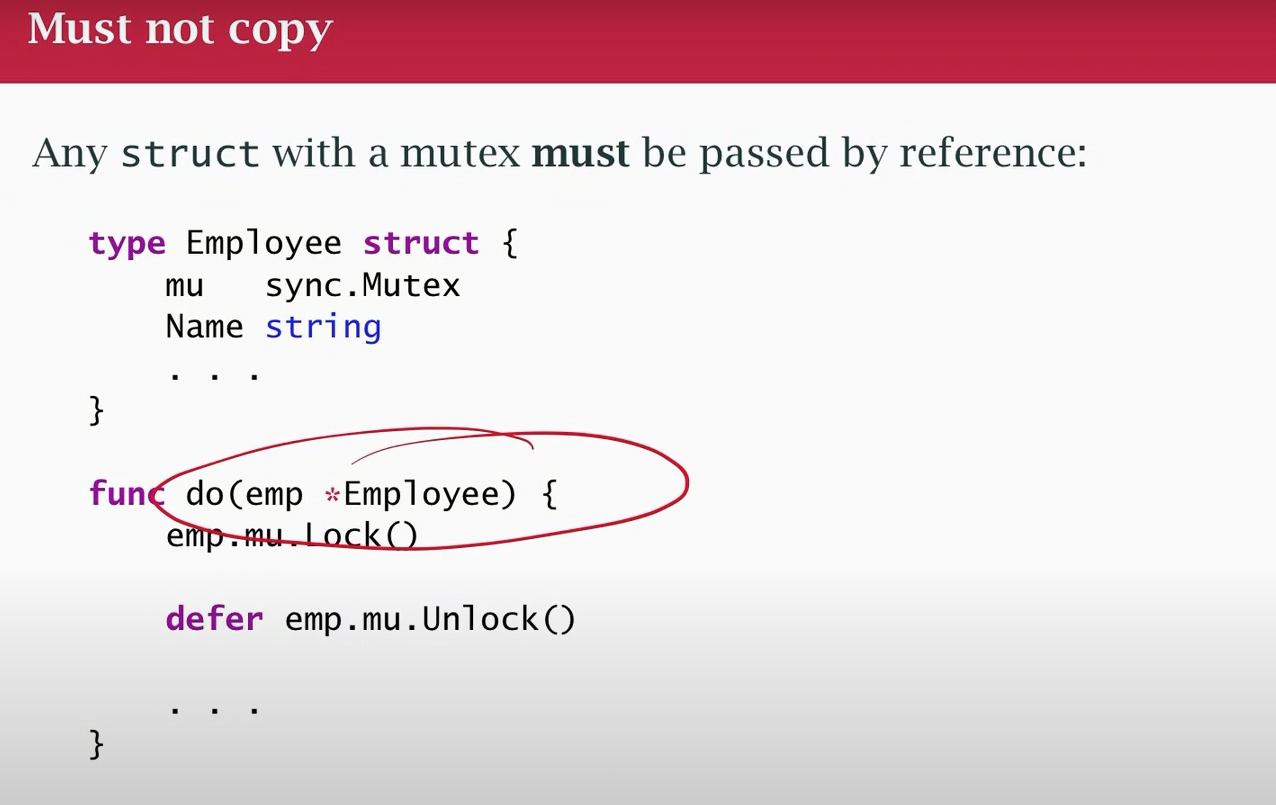 Must not copy
Any struct with a mutex must be passed by reference:
type Employee struct {
mu sync.Mutex
Name string
. . .
}
func do(emp *Employee) {
emp.mu.Lock()
defer emp.mu.Unlock()
. . .
}